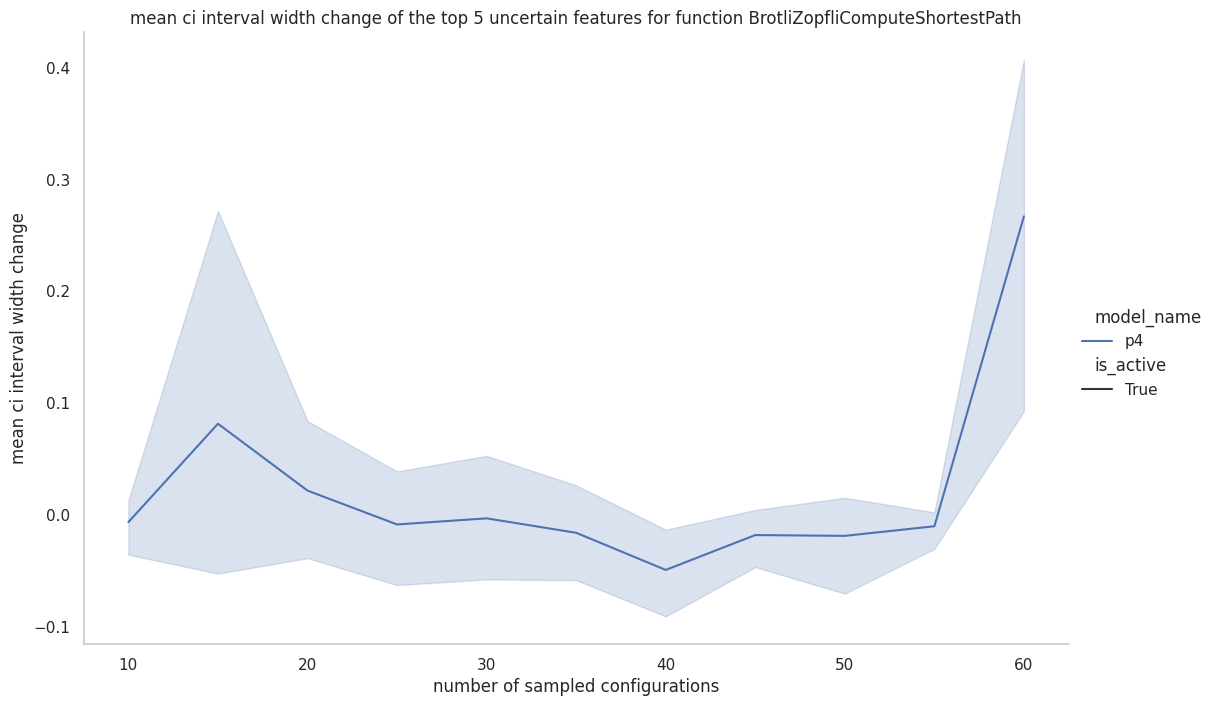 mean ci interval width change of the top 5 uncertain features for function BrotliZopfliComputeShortestPath
mean ci interval width change
0.4
0.3
0.2
0.1
0.0
−0.1
10
20
30
40
50
60
number of sampled configurations
model_name
p4
is_active
True